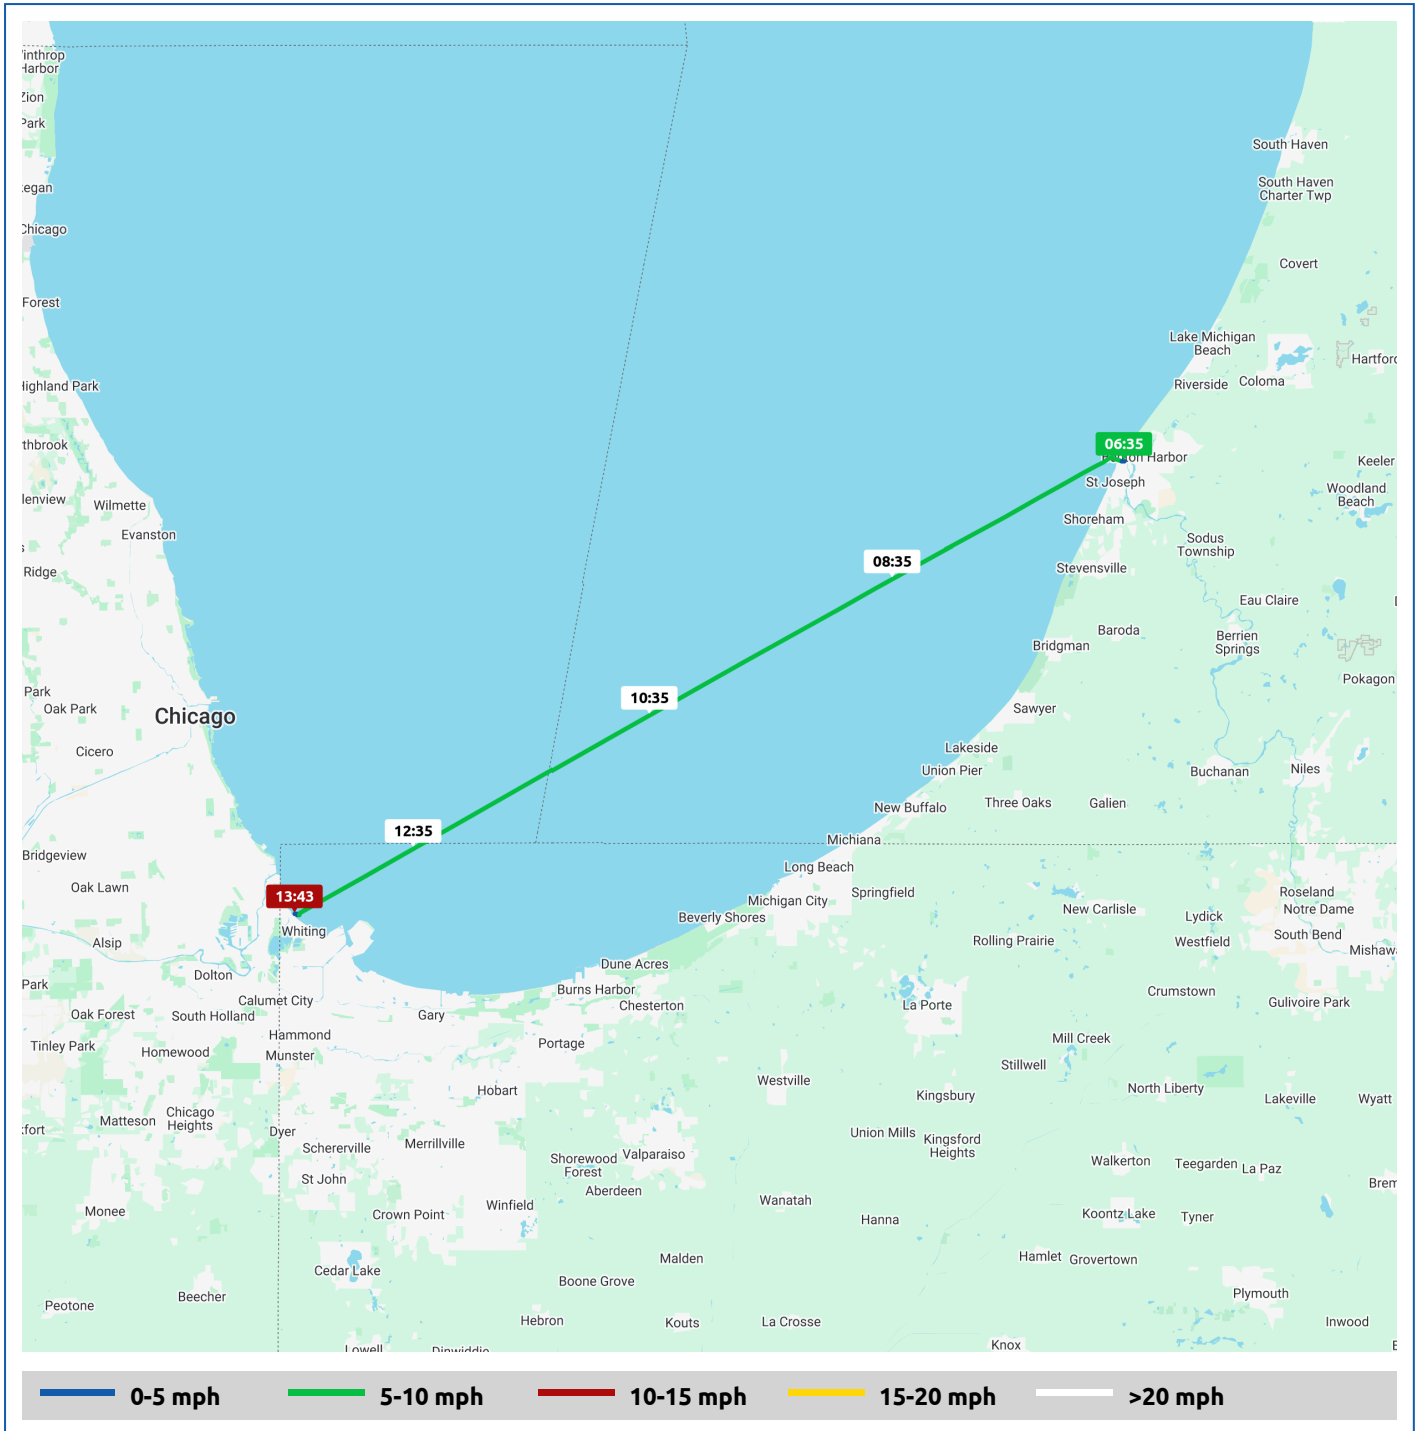 inthrop
Harbor
Zion
Park
South Haven
egan
South Haven
Charter Twp
Chicago
Covert
Forest
Lake Michigan
Beach
Hartford
Highland Park
Riverside
Coloma
thbrook
06:35
Harbor
Keeler
St Joseph
Woodland
Beach
lenview
Wilmette
Shoreham
Evanston
Sodus
Township
08:35
Stevensville
Ridge
Eau Claire
Baroda
Berrien
Springs
Bridgman
Pokagon
Park
Oak Park
10:35
Sawyer
Chicago
Cicero
Lakeside
Union Pier
Buchanan
Niles
New Buffalo
Three Oaks
Galien
12:35
Michiana
Bridgeview
Long Beach
Oak Lawn
13:43
Michigan City
Springfield
Roseland
New Carlisle
Notre Dame
Beverly Shores
Lydick
Whiting
South Bend
Alsip
Rolling Prairie
Westfield
Mishaw
Dune Acres
Dolton
Park
Burns Harbor
Crumstown
Calumet City
Chesterton
La Porte
Gulivoire Park
Oak Forest
South Holland
Gary
Hammond
Mill Creek
Tinley Park
Homewood
Munster
Portage
Stillwell
Westville
Hobart
North Liberty
Kingsbury
Lakeville
Wyatt
Matteson
Chicago
Heights
kfort
Dyer
Union Mills
Kingsford
Heights
Schererville
Merrillville
Shorewood
Forest
Valparaiso
Walkerton
Teegarden
La Paz
St John
Aberdeen
Brem
Monee
Winfield
Wanatah
Crown Point
Hanna
Koontz Lake
Tyner
Malden
Hamlet
Grovertown
Cedar Lake
Boone Grove
Beecher
Plymouth
Peotone
Hebron
Kouts
La Crosse
Inwood
Knox
Lowell
Dinwiddie
0-5 mph
5-10 mph
10-15 mph
15-20 mph
>20 mph